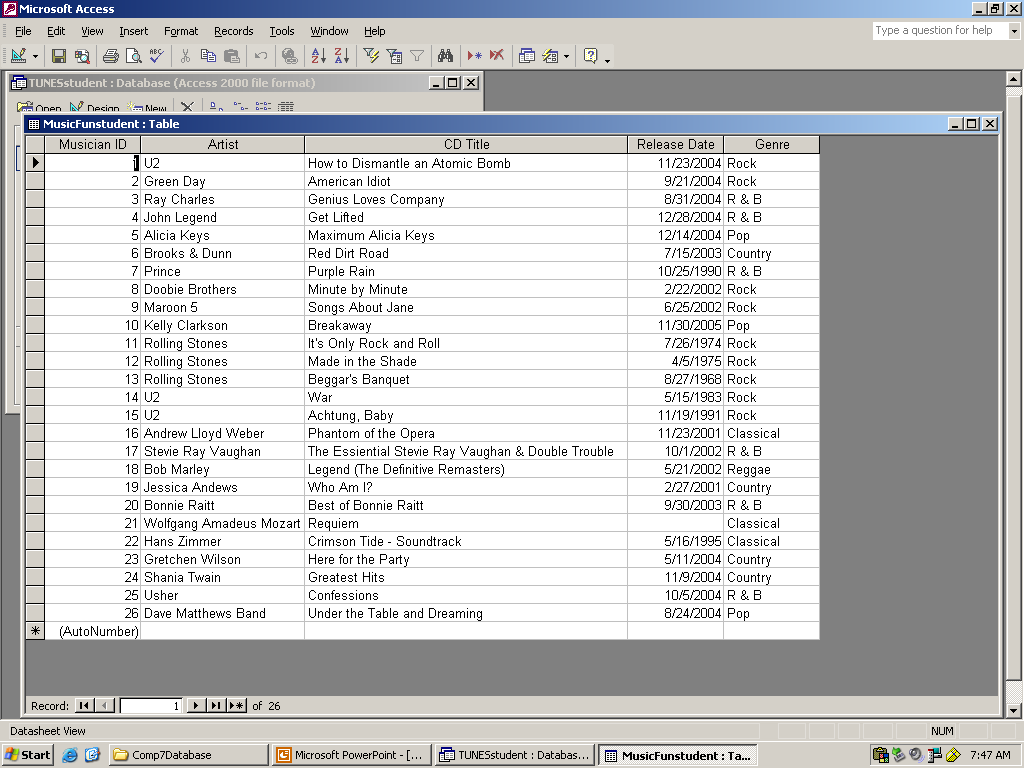 Microsoft Access
File Edit View Insert Format Records Tools Window Help
Type a question for help
TUNESstudent : Database (Access 2000 file format)
Open Design New
MusicFunstudent : Table
Musician ID Artist CD Title Release Date Genre
1 U2 How to Dismantle an Atomic Bomb 11/23/2004 Rock
2 Green Day American Idiot 9/21/2004 Rock
3 Ray Charles Genius Loves Company 8/31/2004 R & B
4 John Legend Get Lifted 12/28/2004 R & B
5 Alicia Keys Maximum Alicia Keys 12/14/2004 Pop
6 Brooks & Dunn Red Dirt Road 7/15/2003 Country
7 Prince Purple Rain 10/25/1990 R & B
8 Doobie Brothers Minute by Minute 2/22/2002 Rock
9 Maroon 5 Songs About Jane 6/25/2002 Rock
10 Kelly Clarkson Breakaway 11/30/2005 Pop
11 Rolling Stones It's Only Rock and Roll 7/26/1974 Rock
12 Rolling Stones Made in the Shade 4/5/1975 Rock
13 Rolling Stones Beggar's Banquet 8/27/1968 Rock
14 U2 War 5/15/1983 Rock
15 U2 Achtung, Baby 11/19/1991 Rock
16 Andrew Lloyd Weber Phantom of the Opera 11/23/2001 Classical
17 Stevie Ray Vaughan The Essiential Stevie Ray Vaughan & Double Trouble 10/1/2002 R & B
18 Bob Marley Legend (The Definitive Remasters) 5/21/2002 Reggae
19 Jessica Andews Who Am I? 2/27/2001 Country
20 Bonnie Raitt Best of Bonnie Raitt 9/30/2003 R & B
21 Wolfgang Amadeus Mozart Requiem Classical
22 Hans Zimmer Crimson Tide - Soundtrack 5/16/1995 Classical
23 Gretchen Wilson Here for the Party 5/11/2004 Country
24 Shania Twain Greatest Hits 11/9/2004 Country
25 Usher Confessions 10/5/2004 R & B
26 Dave Matthews Band Under the Table and Dreaming 8/24/2004 Pop
(AutoNumber)
Record: 1 of 26
Datasheet View NUM
Start Comp7Database Microsoft PowerPoint - [... TUNESstudent : Databas... MusicFunstudent : Ta... 7:47 AM